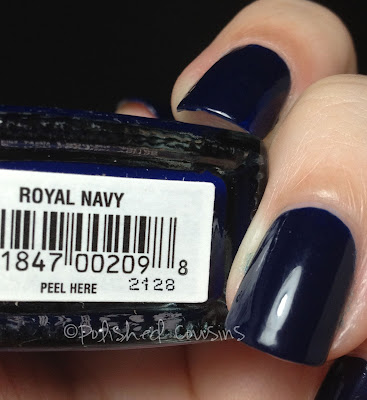 ROYAL NAVY
1847 00209 8
PEEL HERE 2128
©Polished Cousins